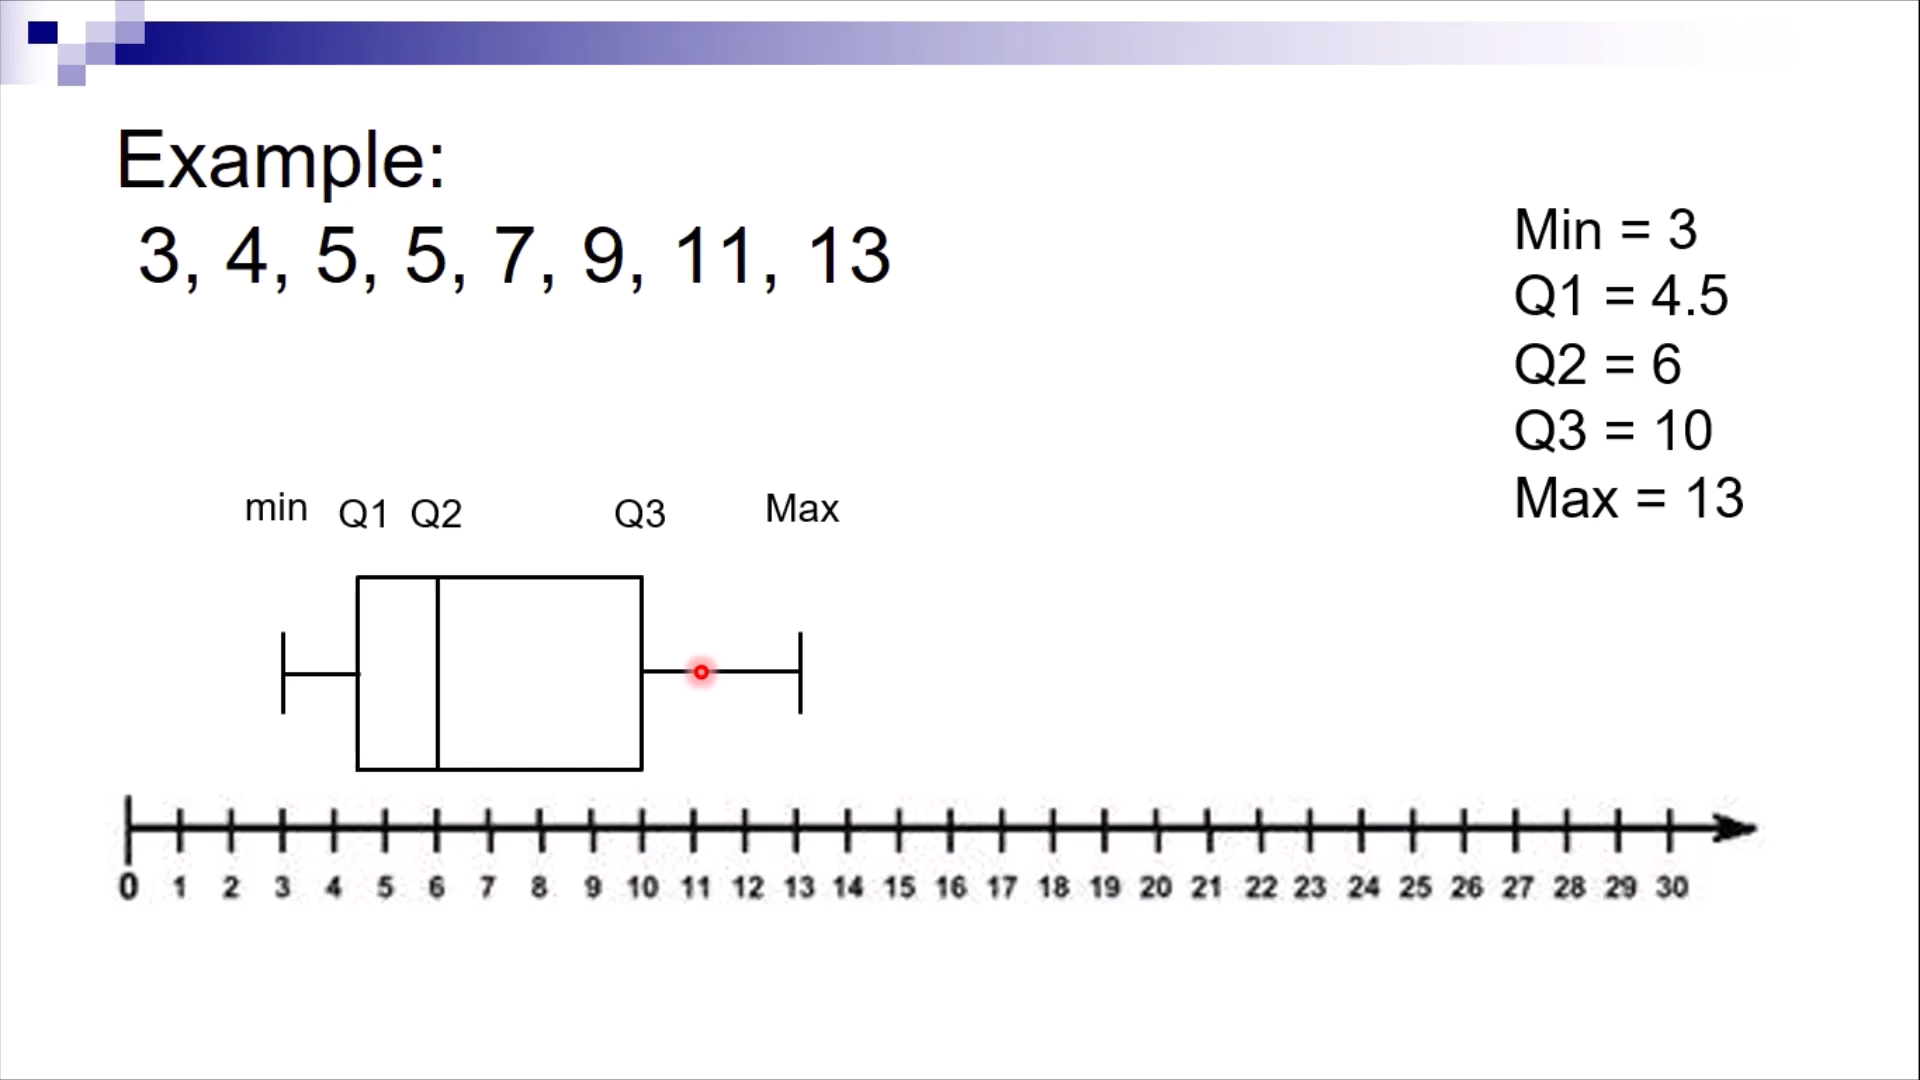 Example:
3, 4, 5, 5, 7, 9, 11, 13
Min = 3
Q1 = 4.5
Q2 = 6
Q3 = 10
Max = 13
min Q1 Q2 Q3 Max
0 1 2 3 4 5 6 7 8 9 10 11 12 13 14 15 16 17 18 19 20 21 22 23 24 25 26 27 28 29 30